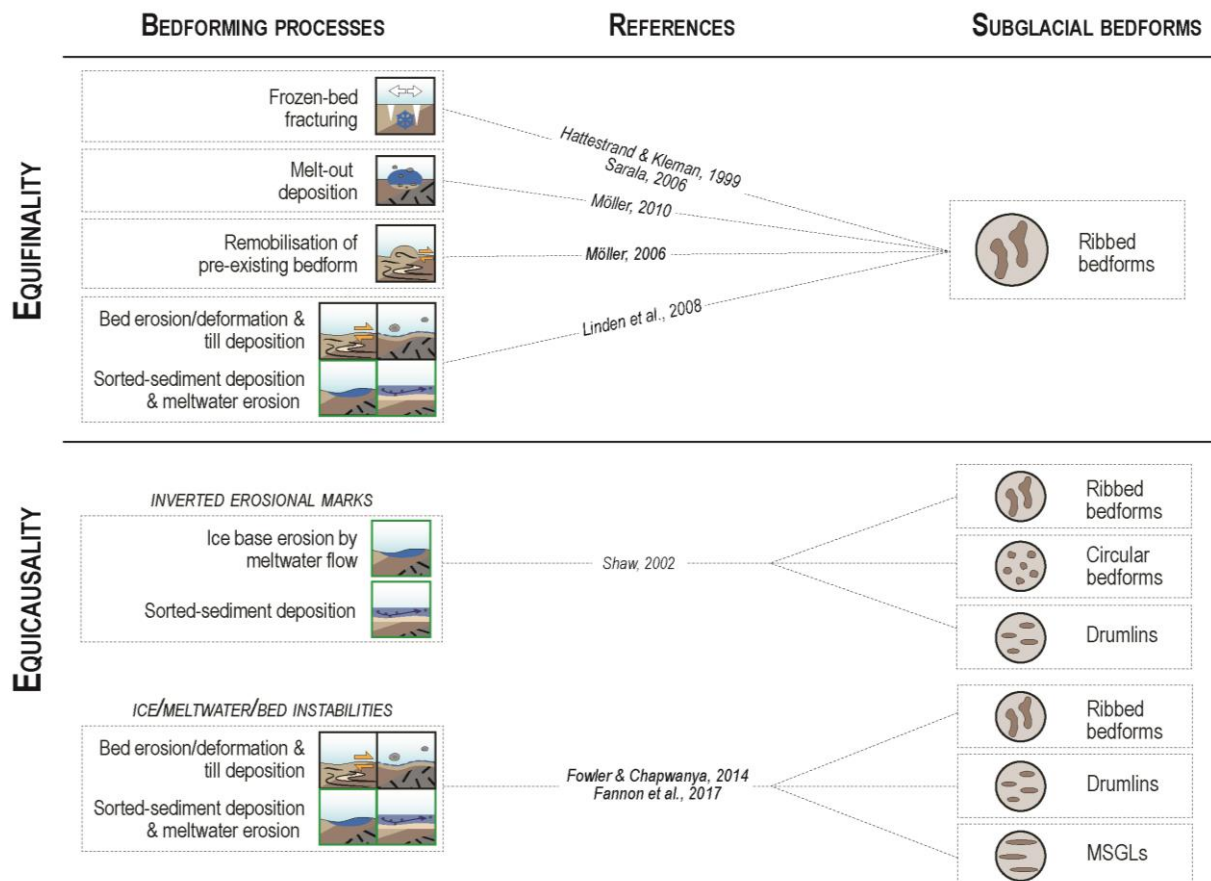 BEDFORMING PROCESSES
REFERENCES
SUBGLACIAL BEDFORMS
EQUIFINALITY
Frozen-bed
fracturing
Melt-out
deposition
Remobilisation of
pre-existing bedform
Bed erosion/deformation &
till deposition
Sorted-sediment deposition
& meltwater erosion
Hattestrand & Kleman, 1999
Sarala, 2006
Möller, 2010
Möller, 2006
Linden et al., 2008
Ribbed
bedforms
EQUICAUSALITY
INVERTED EROSIONAL MARKS
Ice base erosion by
meltwater flow
Sorted-sediment deposition
Shaw, 2002
Ribbed
bedforms
Circular
bedforms
Drumlins
ICE/MELTWATER/BED INSTABILITIES
Bed erosion/deformation &
till deposition
Sorted-sediment deposition
& meltwater erosion
Fowler & Chapwanya, 2014
Fannon et al., 2017
Ribbed
bedforms
Drumlins
MSGLs